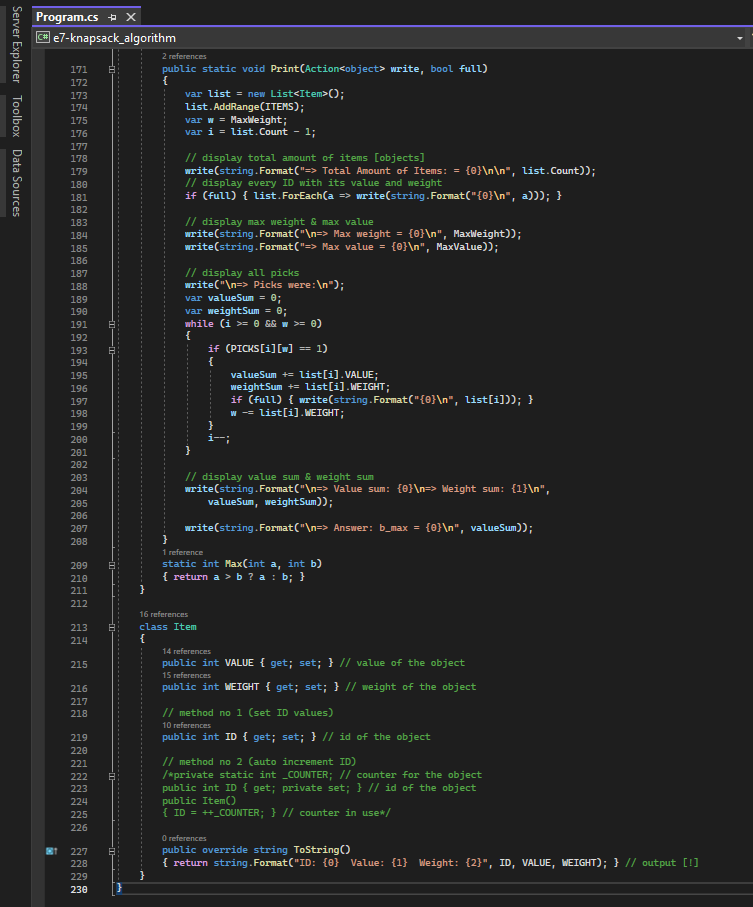 Server Explorer
Toolbox
Data Sources
Program.cs
C# e7-knapsack_algorithm
2 references
171 public static void Print(Action<object> write, bool full)
172 {
173 var list = new List<Item>();
174 list.AddRange(ITEMS);
175 var w = MaxWeight;
176 var i = list.Count - 1;
177
178 // display total amount of items [objects]
179 write(string.Format("=> Total Amount of Items: = {0}\n\n", list.Count));
180 // display every ID with its value and weight
181 if (full) { list.ForEach(a => write(string.Format("{0}\n", a))); }
182
183 // display max weight & max value
184 write(string.Format("\n=> Max weight = {0}\n", MaxWeight));
185 write(string.Format("=> Max value = {0}\n", MaxValue));
186
187 // display all picks
188 write("\n=> Picks were:\n");
189 var valueSum = 0;
190 var weightSum = 0;
191 while (i >= 0 && w >= 0)
192 {
193 if (PICKS[i][w] == 1)
194 {
195 valueSum += list[i].VALUE;
196 weightSum += list[i].WEIGHT;
197 if (full) { write(string.Format("{0}\n", list[i])); }
198 w -= list[i].WEIGHT;
199 }
200 i--;
201 }
202
203 // display value sum & weight sum
204 write(string.Format("\n=> Value sum: {0}\n=> Weight sum: {1}\n",
205 valueSum, weightSum));
206
207 write(string.Format("\n=> Answer: b_max = {0}\n", valueSum));
208 }
1 reference
209 static int Max(int a, int b)
210 { return a > b ? a : b; }
211 }
212
16 references
213 class Item
214 {
14 references
215 public int VALUE { get; set; } // value of the object
15 references
216 public int WEIGHT { get; set; } // weight of the object
217
218 // method no 1 (set ID values)
10 references
219 public int ID { get; set; } // id of the object
220
221 // method no 2 (auto increment ID)
222 /*private static int _COUNTER; // counter for the object
223 public int ID { get; private set; } // id of the object
224 public Item()
225 { ID = ++_COUNTER; } // counter in use*/
226
0 references
227 public override string ToString()
228 { return string.Format("ID: {0}  Value: {1}  Weight: {2}", ID, VALUE, WEIGHT); } // output [!]
229 }
230 }